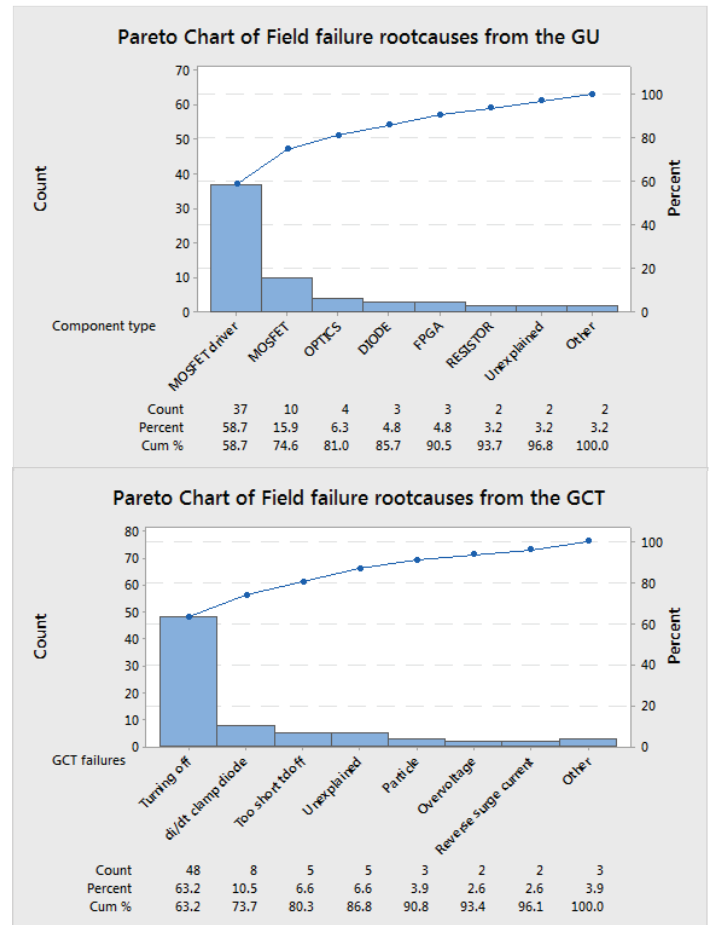 Pareto Chart of Field failure rootcauses from the GU
70
60
50
40
30
20
10
0
Count
100
80
60
40
20
0
Percent
Component type
MOSFET driver
MOSFET
OPTICS
DIODE
FPGA
RESISTOR
Unexplained
Other
Count 37 10 4 3 3 2 2 2
Percent 58.7 15.9 6.3 4.8 4.8 3.2 3.2 3.2
Cum % 58.7 74.6 81.0 85.7 90.5 93.7 96.8 100.0
Pareto Chart of Field failure rootcauses from the GCT
80
70
60
50
40
30
20
10
0
Count
100
80
60
40
20
0
Percent
GCT failures
Turning off
di/dt clamp diode
Too short tdoff
Unexplained
Particle
Overvoltage
Reverse surge current
Other
Count 48 8 5 5 3 2 2 3
Percent 63.2 10.5 6.6 6.6 3.9 2.6 2.6 3.9
Cum % 63.2 73.7 80.3 86.8 90.8 93.4 96.1 100.0